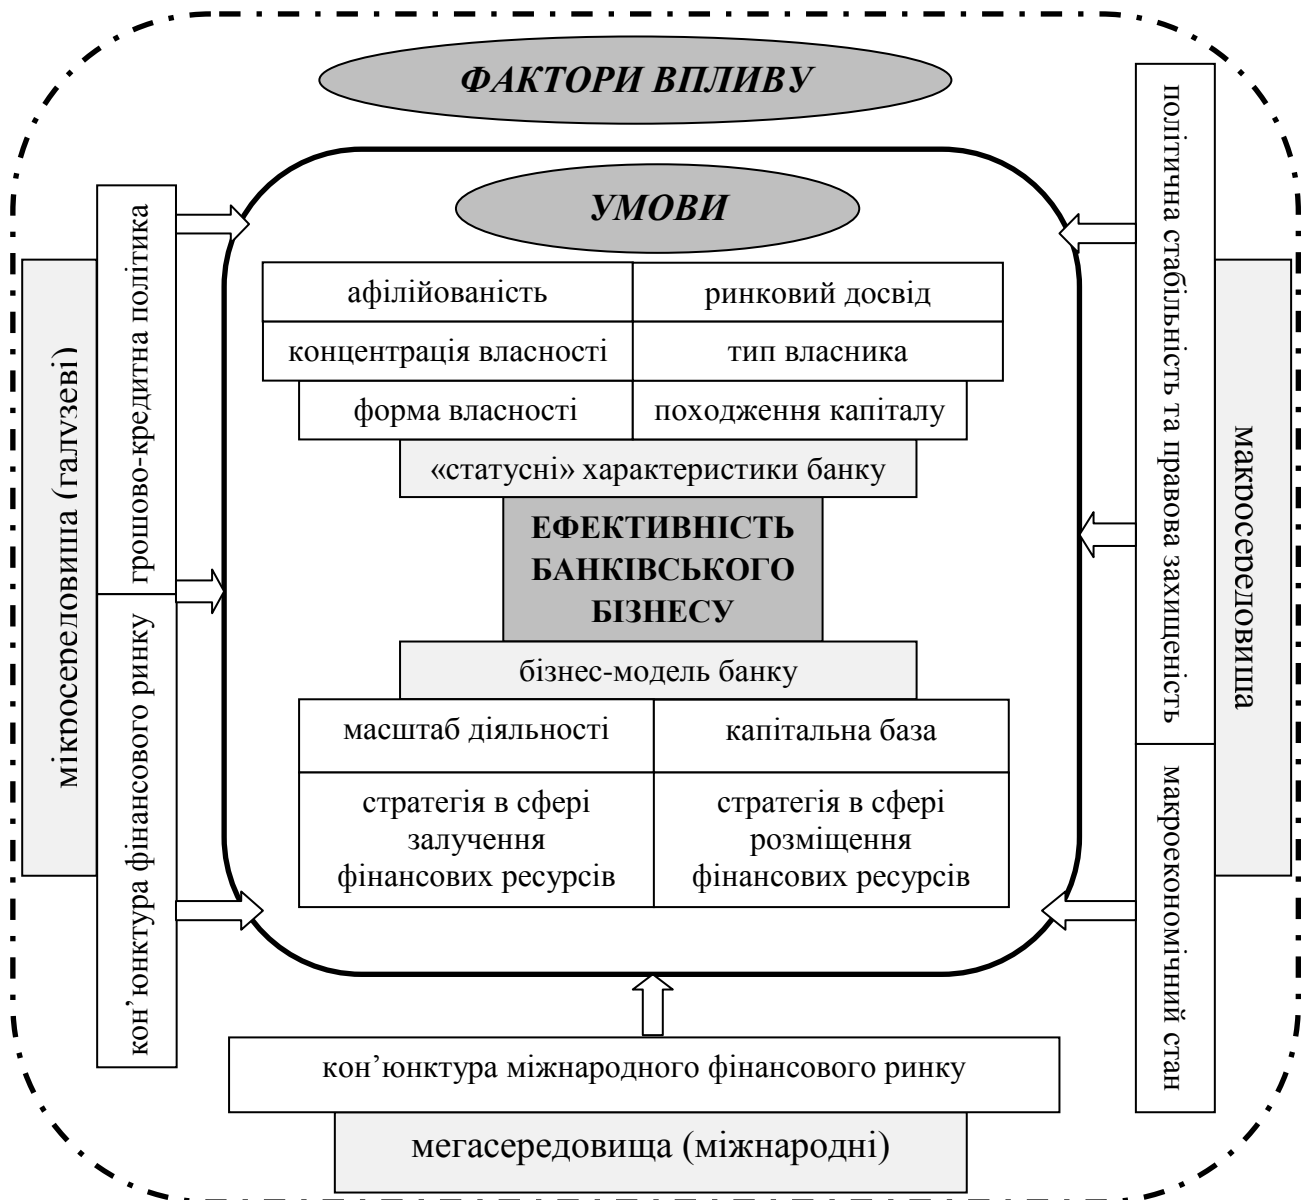 ФАКТОРИ ВПЛИВУ
УМОВИ
афілійованість
ринковий досвід
концентрація власності
тип власника
форма власності
походження капіталу
«статусні» характеристики банку
ЕФЕКТИВНІСТЬ
БАНКІВСЬКОГО
БІЗНЕСУ
бізнес-модель банку
масштаб діяльності
капітальна база
стратегія в сфері
залучення
фінансових ресурсів
стратегія в сфері
розміщення
фінансових ресурсів
мікросередовища (галузеві)
грошово-кредитна політика
кон’юнктура фінансового ринку
політична стабільність та правова захищеність
макроекономічний стан
макросередовища
кон’юнктура міжнародного фінансового ринку
мегасередовища (міжнародні)